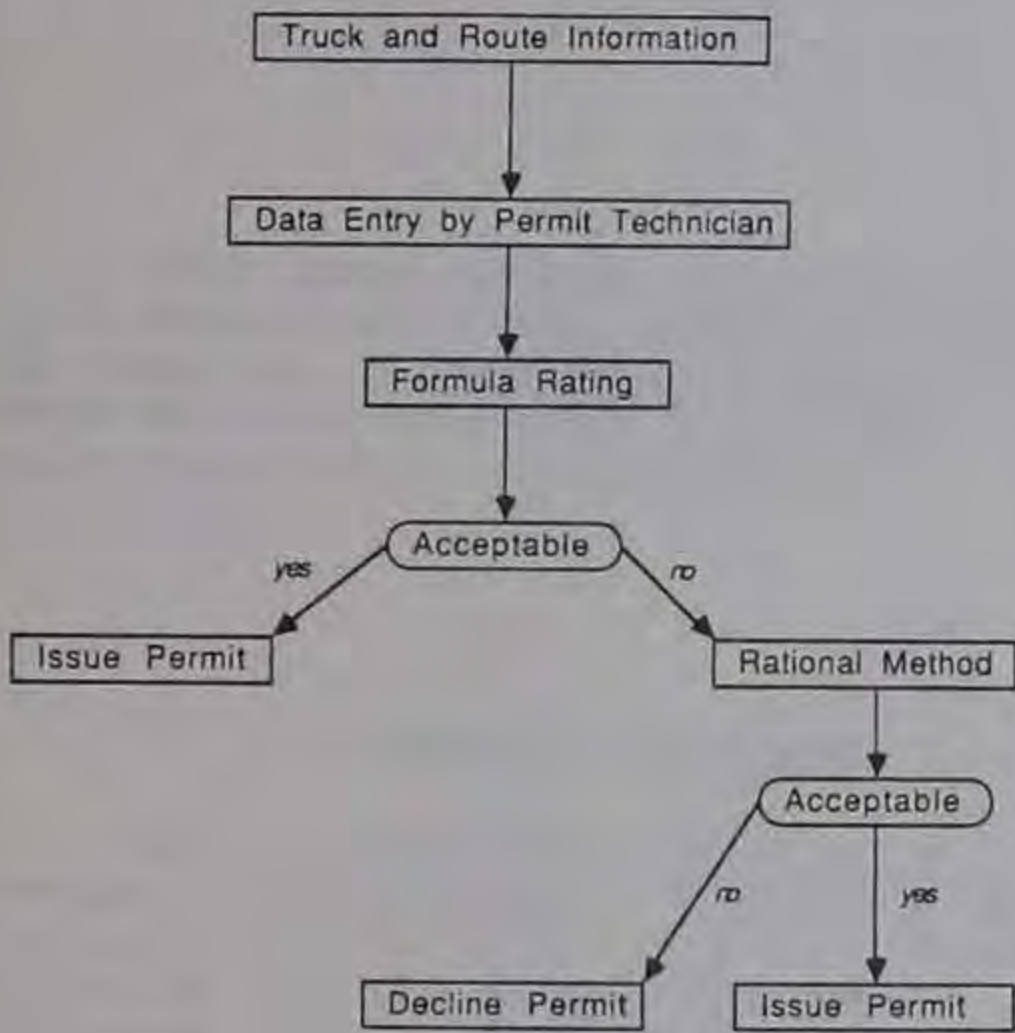 Truck and Route Information
Data Entry by Permit Technician
Formula Rating
Acceptable
yes
no
Issue Permit
Rational Method
Acceptable
no
yes
Decline Permit
Issue Permit